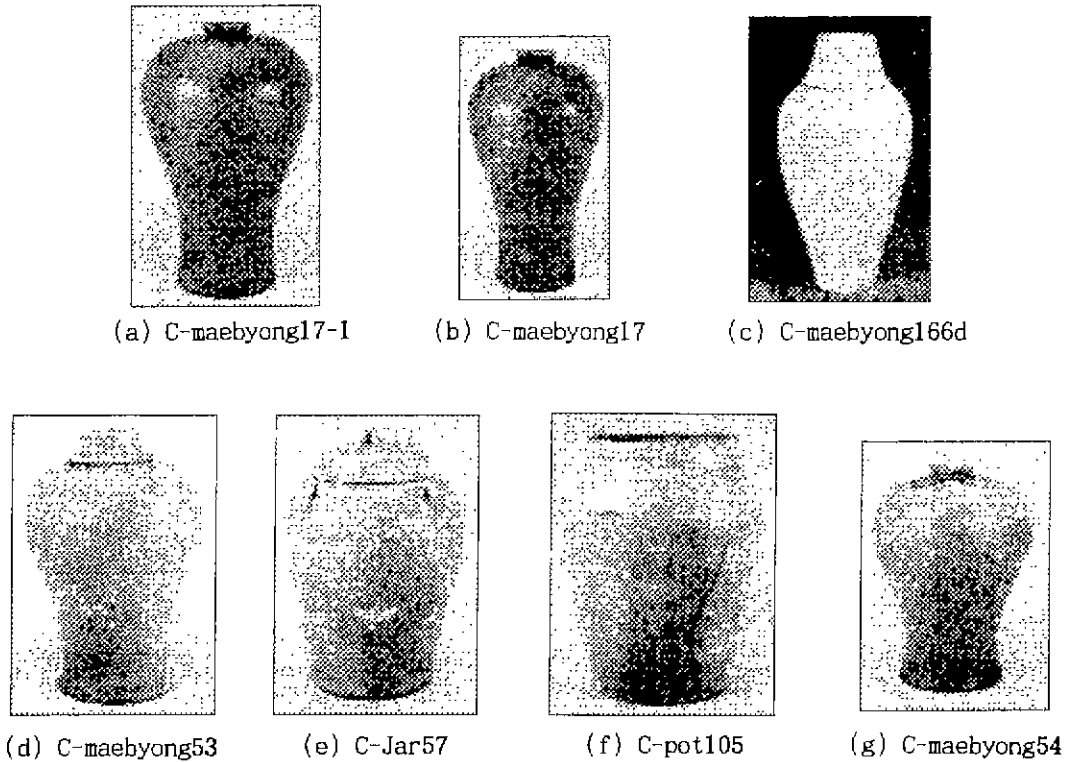 (a) C-maebyong17-1
(b) C-maebyong17
(c) C-maebyong166d
(d) C-maebyong53
(e) C-Jar57
(f) C-pot105
(g) C-maebyong54